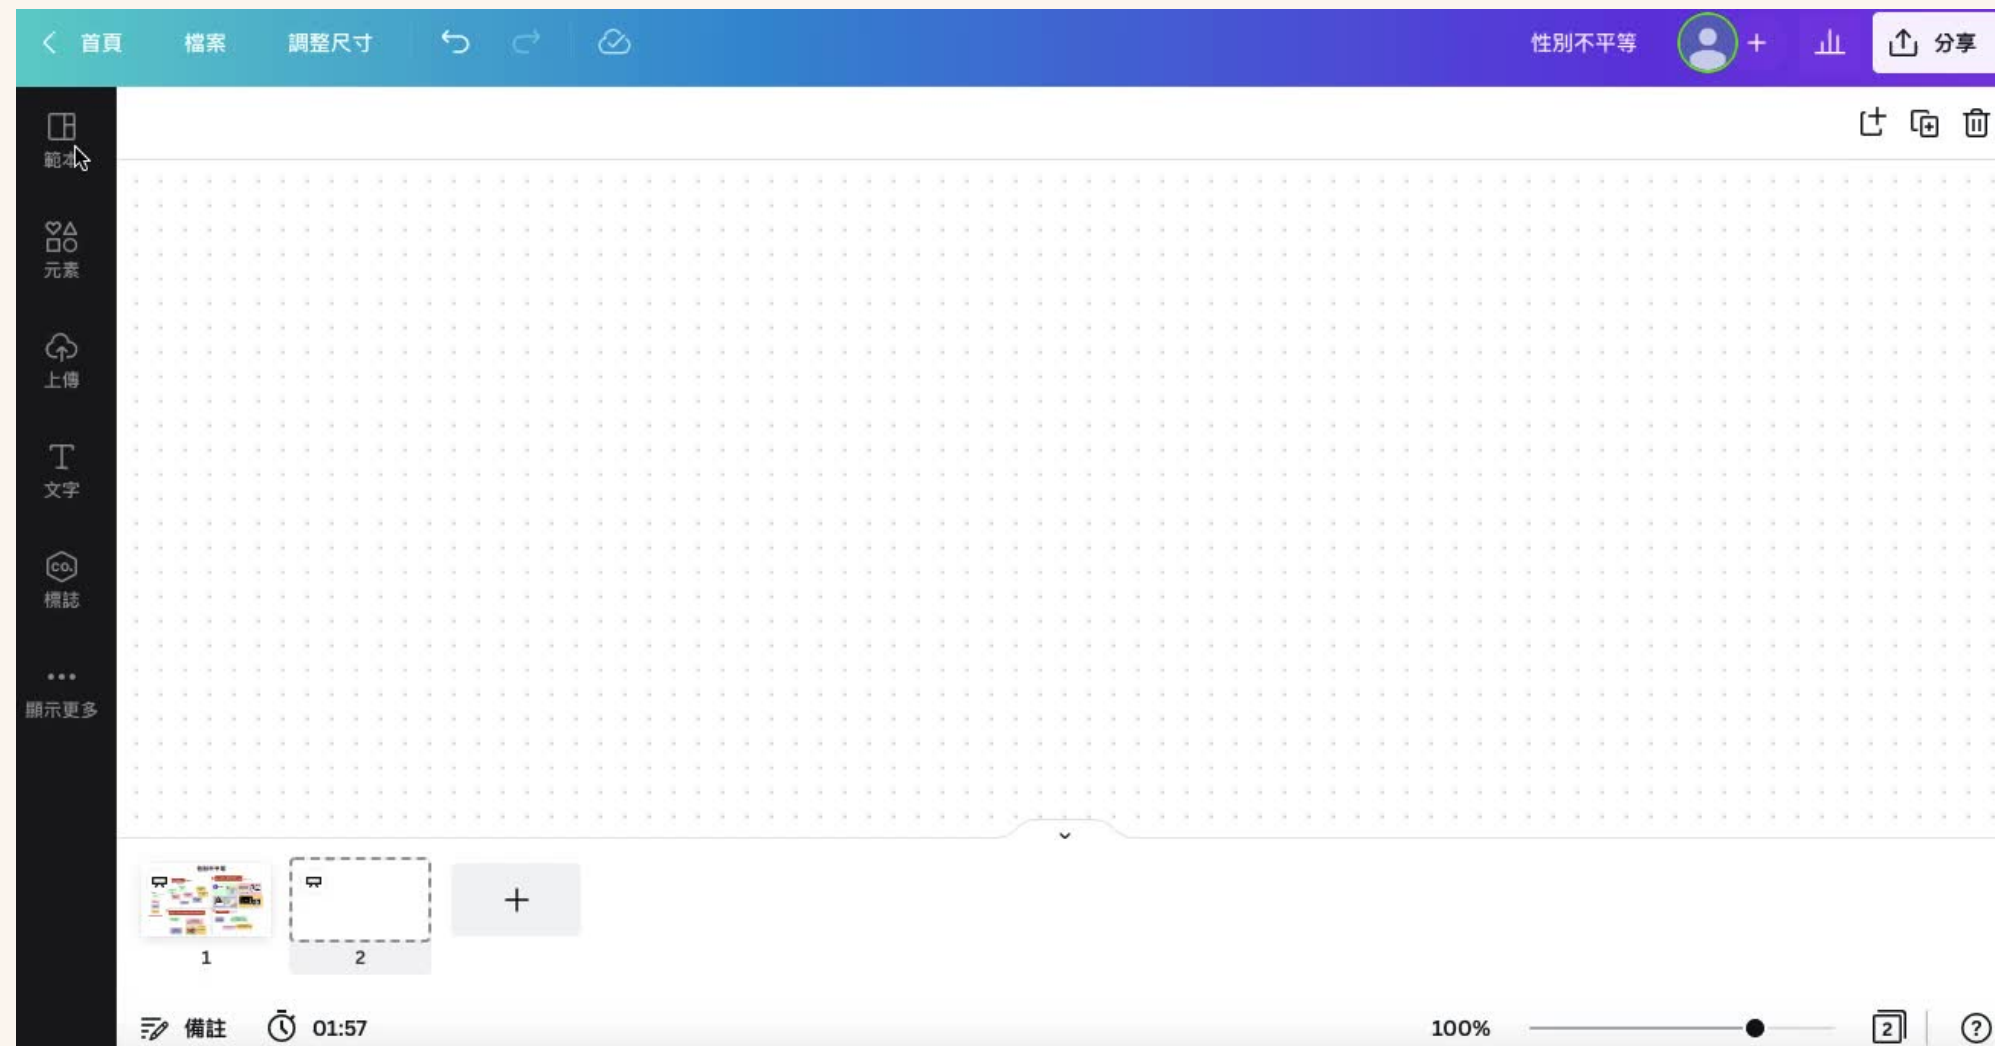 首頁 檔案 調整尺寸 性別不平等 分享
範本
元素
上傳
文字
CO.
標誌
顯示更多
1 2
備註 01:57 100% 2 ?